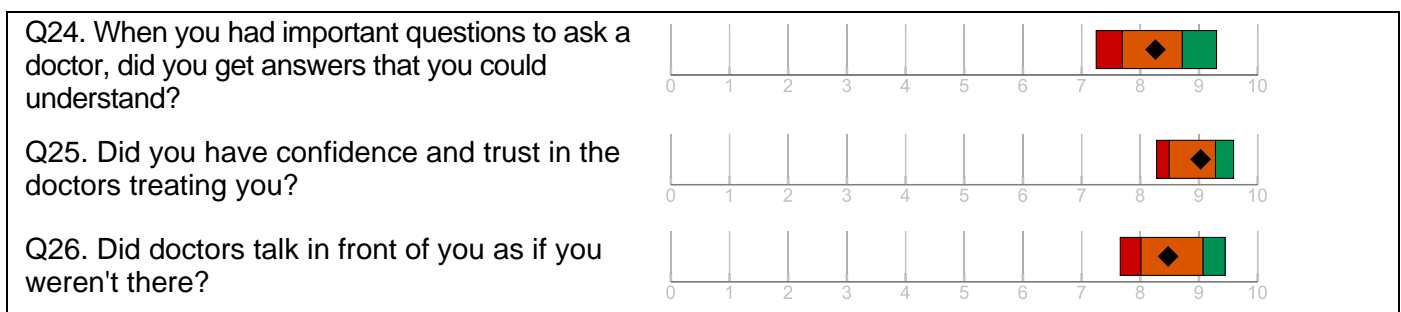 Q24. When you had important questions to ask a
doctor, did you get answers that you could
understand?
0 1 2 3 4 5 6 7 8 9 10
Q25. Did you have confidence and trust in the
doctors treating you?
0 1 2 3 4 5 6 7 8 9 10
Q26. Did doctors talk in front of you as if you
weren't there?
0 1 2 3 4 5 6 7 8 9 10